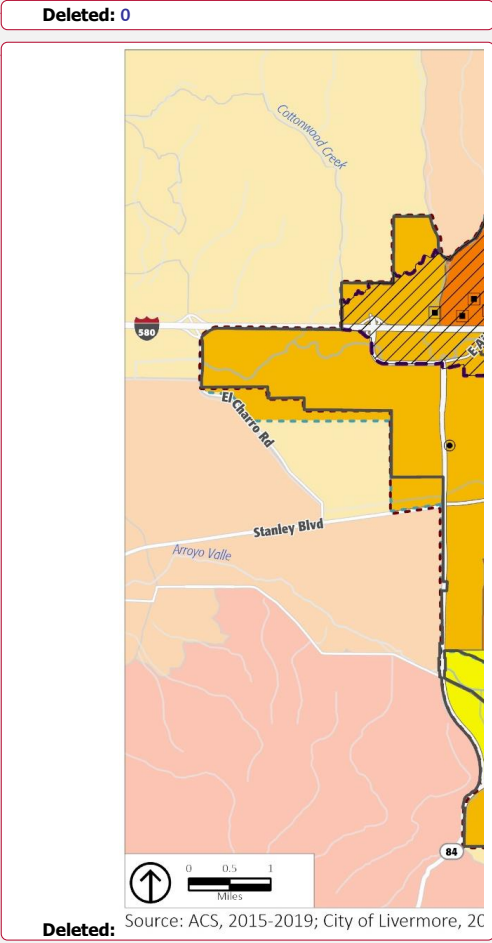 Deleted: 0
Cottonwood Creek
580
El Charro Rd
Stanley Blvd
Arroyo Valle
84
0 0.5 1
Miles
Deleted:
Source: ACS, 2015-2019; City of Livermore, 20